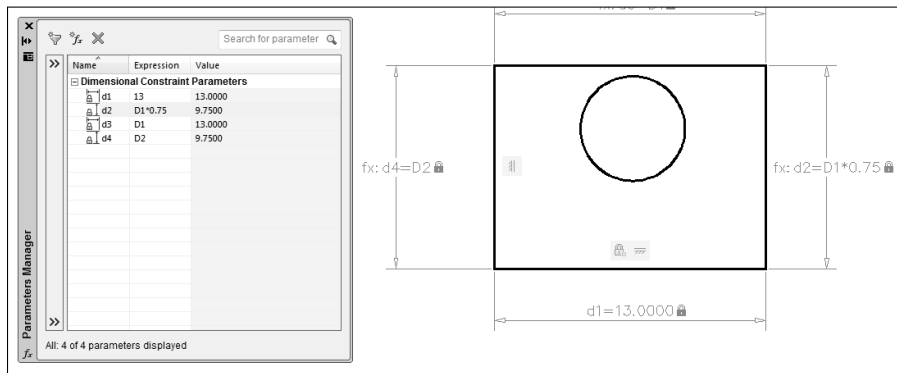 Search for parameter
Name Expression Value
Dimensional Constraint Parameters
d1 13 13.0000
d2 D1*0.75 9.7500
d3 D1 13.0000
d4 D2 9.7500
All: 4 of 4 parameters displayed
Parameters Manager
fx
fx: d4=D2
fx: d2=D1*0.75
d1=13.0000